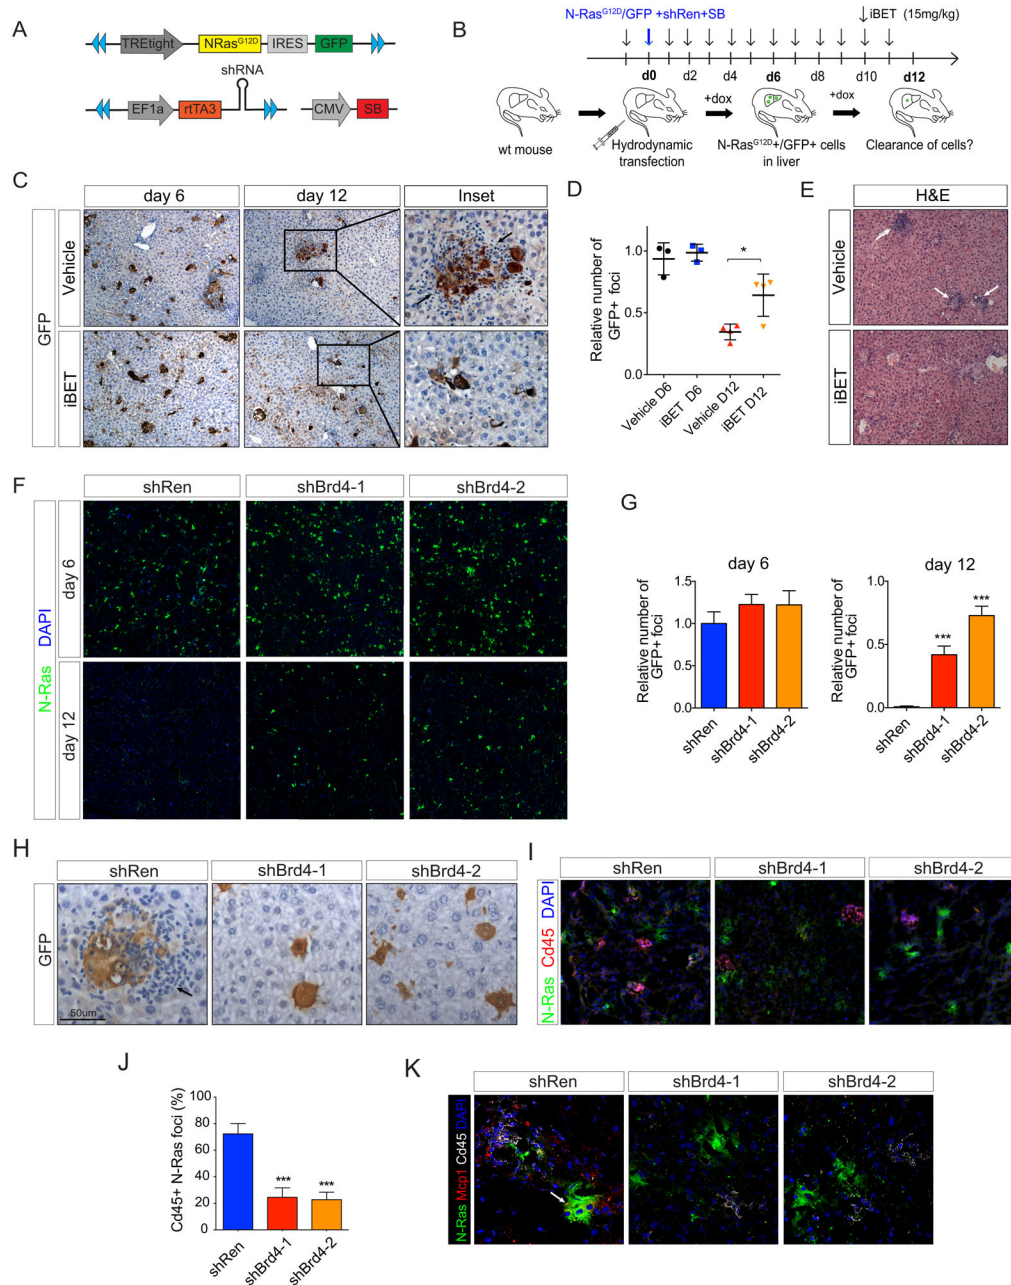 A
TREtight
NRasG12D
IRES
GFP
shRNA
EF1a
rtTA3
CMV
SB
B
N-RasG12D/GFP +shRen+SB
iBET (15mg/kg)
d0
d2
d4
d6
d8
d10
d12
+dox
+dox
wt mouse
Hydrodynamic
transfection
N-RasG12D+/GFP+ cells
in liver
Clearance of cells?
C
day 6
day 12
Inset
GFP
Vehicle
iBET
D
Relative number of
GFP+ foci
1.0
0.5
0.0
*
Vehicle D6
iBET D6
Vehicle D12
iBET D12
E
H&E
Vehicle
iBET
F
shRen
shBrd4-1
shBrd4-2
N-Ras DAPI
day 6
day 12
G
day 6
Relative number of
GFP+ foci
1.5
1.0
1.0
0.0
shRen
shBrd4-1
shBrd4-2
day 12
Relative number of
GFP+ foci
1.0
0.5
0.0
***
***
shRen
shBrd4-1
shBrd4-2
H
shRen
shBrd4-1
shBrd4-2
GFP
50um
I
shRen
shBrd4-1
shBrd4-2
N-Ras Cd45 DAPI
J
Cd45+ N-Ras foci (%)
80
60
40
20
0
***
***
shRen
shBrd4-1
shBrd4-2
K
shRen
shBrd4-1
shBrd4-2
N-Ras Mcp1 Cd45 DAPI